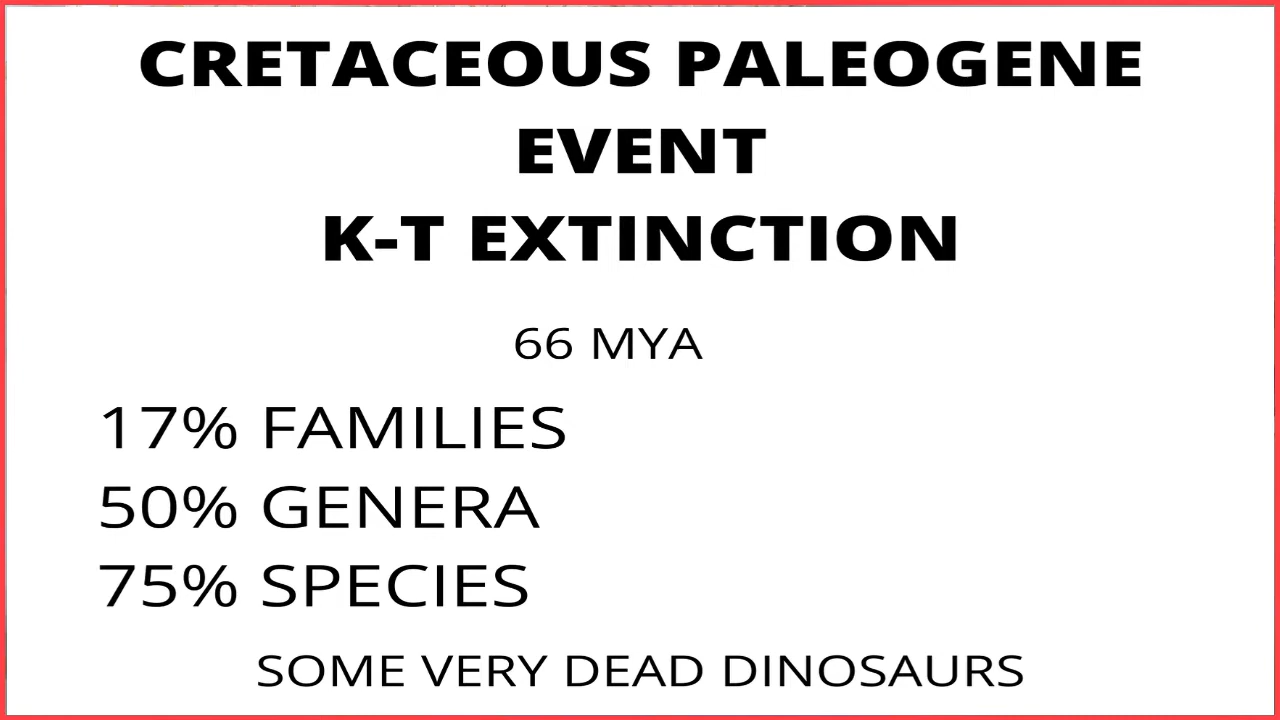 CRETACEOUS PALEOGENE
EVENT
K-T EXTINCTION
66 MYA
17% FAMILIES
50% GENERA
75% SPECIES
SOME VERY DEAD DINOSAURS